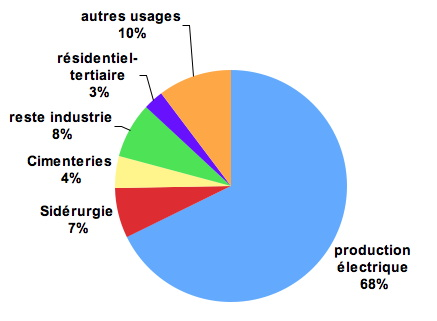 autres usages
10%
résidentiel-
tertiaire
3%
reste industrie
8%
Cimenteries
4%
Sidérurgie
7%
production
électrique
68%